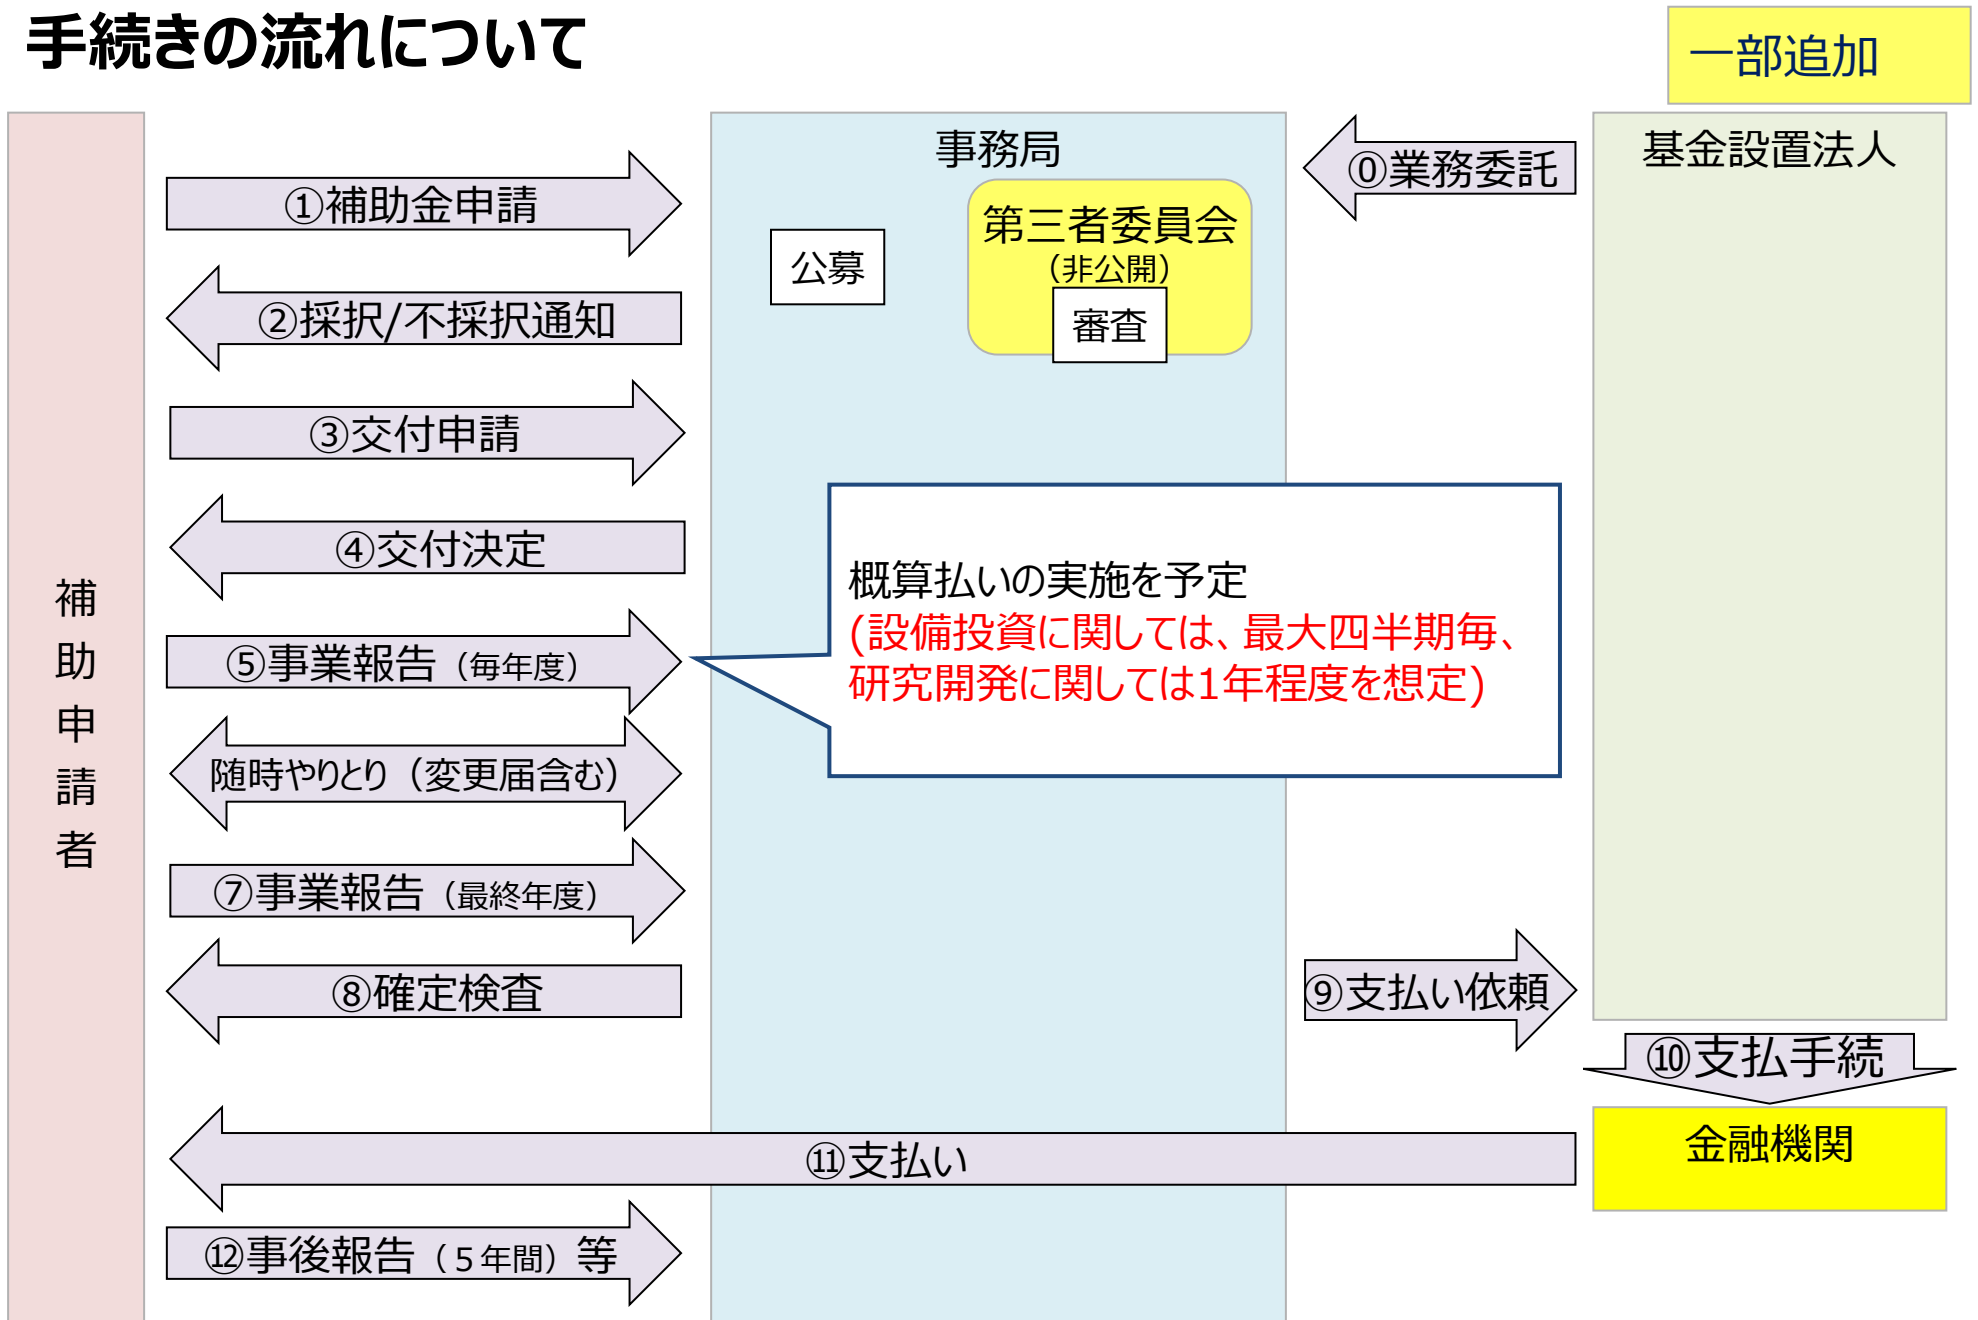 手続きの流れについて
一部追加
事務局
基金設置法人
⓪業務委託
①補助金申請
第三者委員会
（非公開）
公募
審査
②採択/不採択通知
③交付申請
④交付決定
概算払いの実施を予定
(設備投資に関しては、最大四半期毎、
研究開発に関しては1年程度を想定)
補助申請者
⑤事業報告（毎年度）
随時やりとり（変更届含む）
⑦事業報告（最終年度）
⑧確定検査
⑨支払い依頼
⑩支払手続
金融機関
⑪支払い
⑫事後報告（５年間）等